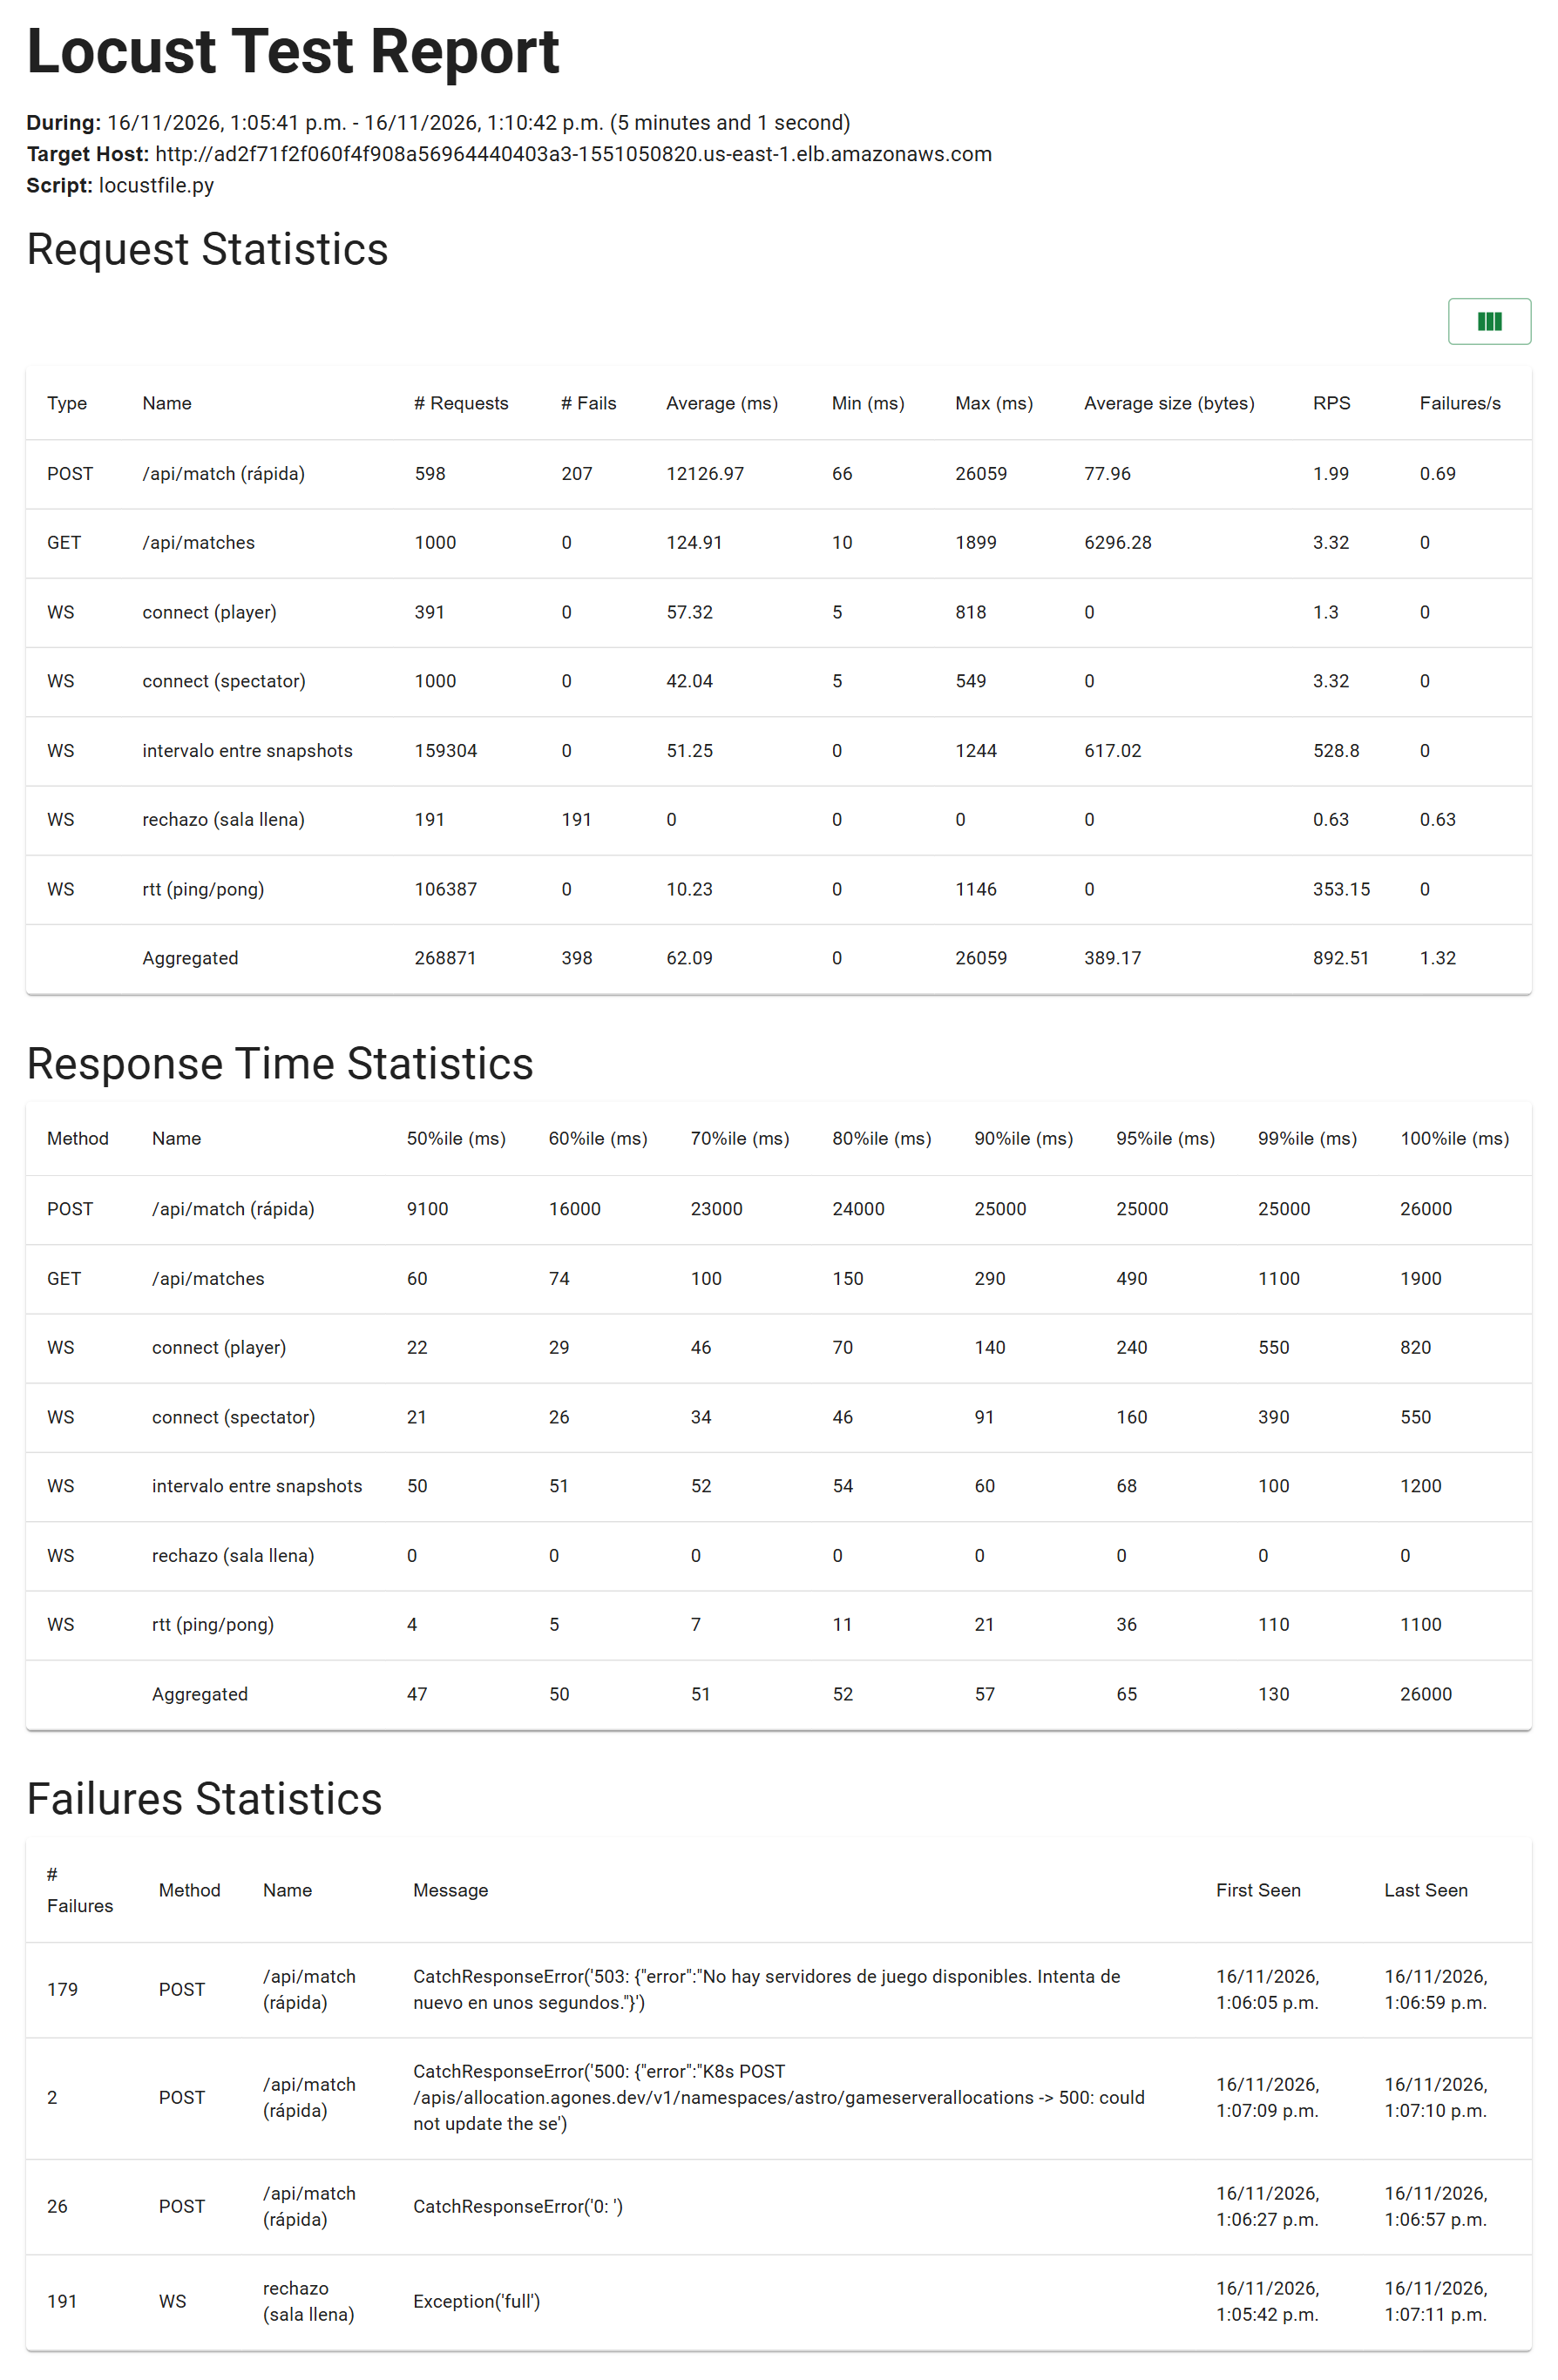 Locust Test Report
During: 16/11/2026, 1:05:41 p.m. - 16/11/2026, 1:10:42 p.m. (5 minutes and 1 second)
Target Host: http://ad2f71f2f060f4f908a56964440403a3-1551050820.us-east-1.elb.amazonaws.com
Script: locustfile.py
Request Statistics
Type Name # Requests # Fails Average (ms) Min (ms) Max (ms) Average size (bytes) RPS Failures/s
POST /api/match (rápida) 598 207 12126.97 66 26059 77.96 1.99 0.69
GET /api/matches 1000 0 124.91 10 1899 6296.28 3.32 0
WS connect (player) 391 0 57.32 5 818 0 1.3 0
WS connect (spectator) 1000 0 42.04 5 549 0 3.32 0
WS intervalo entre snapshots 159304 0 51.25 0 1244 617.02 528.8 0
WS rechazo (sala llena) 191 191 0 0 0 0 0.63 0.63
WS rtt (ping/pong) 106387 0 10.23 0 1146 0 353.15 0
Aggregated 268871 398 62.09 0 26059 389.17 892.51 1.32
Response Time Statistics
Method Name 50%ile (ms) 60%ile (ms) 70%ile (ms) 80%ile (ms) 90%ile (ms) 95%ile (ms) 99%ile (ms) 100%ile (ms)
POST /api/match (rápida) 9100 16000 23000 24000 25000 25000 25000 26000
GET /api/matches 60 74 100 150 290 490 1100 1900
WS connect (player) 22 29 46 70 140 240 550 820
WS connect (spectator) 21 26 34 46 91 160 390 550
WS intervalo entre snapshots 50 51 52 54 60 68 100 1200
WS rechazo (sala llena) 0 0 0 0 0 0 0 0
WS rtt (ping/pong) 4 5 7 11 21 36 110 1100
Aggregated 47 50 51 52 57 65 130 26000
Failures Statistics
#
Failures Method Name Message First Seen Last Seen
179 POST /api/match (rápida) CatchResponseError('503: {"error":"No hay servidores de juego disponibles. Intenta de
nuevo en unos segundos."}') 16/11/2026, 1:06:05 p.m. 16/11/2026, 1:06:59 p.m.
2 POST /api/match (rápida) CatchResponseError('500: {"error":"K8s POST
/apis/allocation.agones.dev/v1/namespaces/astro/gameserverallocations -> 500: could
not update the se') 16/11/2026, 1:07:09 p.m. 16/11/2026, 1:07:10 p.m.
26 POST /api/match (rápida) CatchResponseError('0: ') 16/11/2026, 1:06:27 p.m. 16/11/2026, 1:06:57 p.m.
191 WS rechazo (sala llena) Exception('full') 16/11/2026, 1:05:42 p.m. 16/11/2026, 1:07:11 p.m.